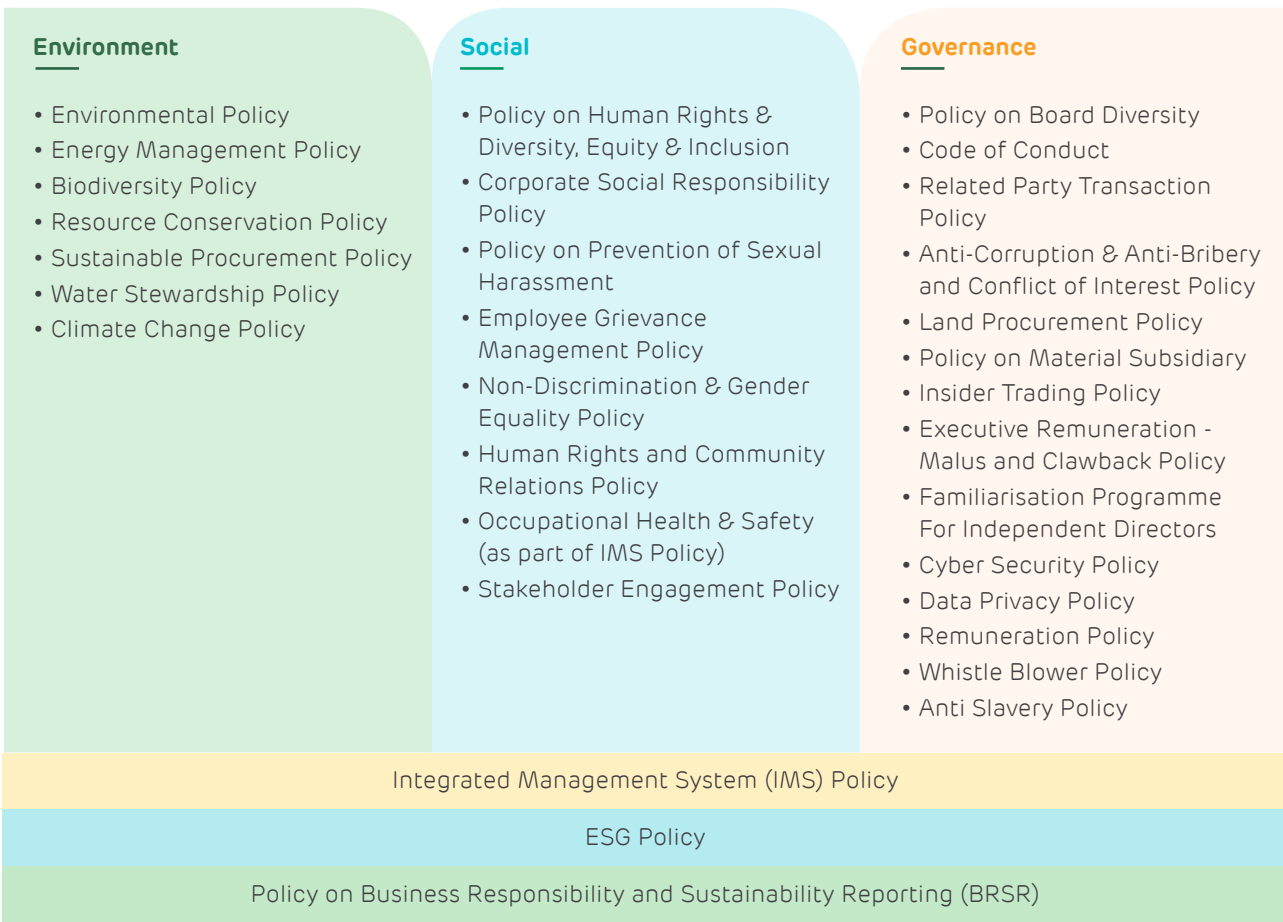 Environment
• Environmental Policy
• Energy Management Policy
• Biodiversity Policy
• Resource Conservation Policy
• Sustainable Procurement Policy
• Water Stewardship Policy
• Climate Change Policy
Social
• Policy on Human Rights &
Diversity, Equity & Inclusion
• Corporate Social Responsibility
Policy
• Policy on Prevention of Sexual
Harassment
• Employee Grievance
Management Policy
• Non-Discrimination & Gender
Equality Policy
• Human Rights and Community
Relations Policy
• Occupational Health & Safety
(as part of IMS Policy)
• Stakeholder Engagement Policy
Governance
• Policy on Board Diversity
• Code of Conduct
• Related Party Transaction
Policy
• Anti-Corruption & Anti-Bribery
and Conflict of Interest Policy
• Land Procurement Policy
• Policy on Material Subsidiary
• Insider Trading Policy
• Executive Remuneration -
Malus and Clawback Policy
• Familiarisation Programme
For Independent Directors
• Cyber Security Policy
• Data Privacy Policy
• Remuneration Policy
• Whistle Blower Policy
• Anti Slavery Policy
Integrated Management System (IMS) Policy
ESG Policy
Policy on Business Responsibility and Sustainability Reporting (BRSR)